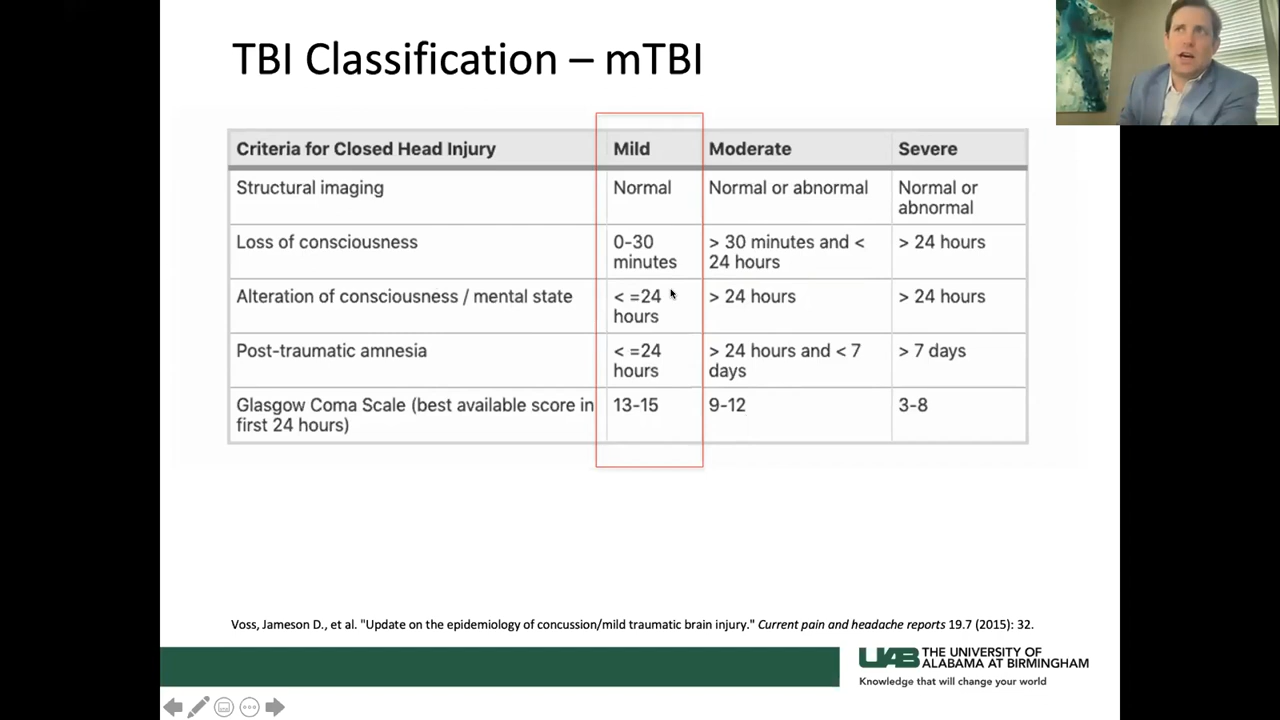 TBI Classification – mTBI
Criteria for Closed Head Injury Mild Moderate Severe
Structural imaging Normal Normal or abnormal Normal or
abnormal
Loss of consciousness 0-30 > 30 minutes and < > 24 hours
minutes 24 hours
Alteration of consciousness / mental state < =24 > 24 hours > 24 hours
hours
Post-traumatic amnesia < =24 > 24 hours and < 7 > 7 days
hours days
Glasgow Coma Scale (best available score in 13-15 9-12 3-8
first 24 hours)
Voss, Jameson D., et al. "Update on the epidemiology of concussion/mild traumatic brain injury." Current pain and headache reports 19.7 (2015): 32.
UAB THE UNIVERSITY OF
ALABAMA AT BIRMINGHAM
Knowledge that will change your world